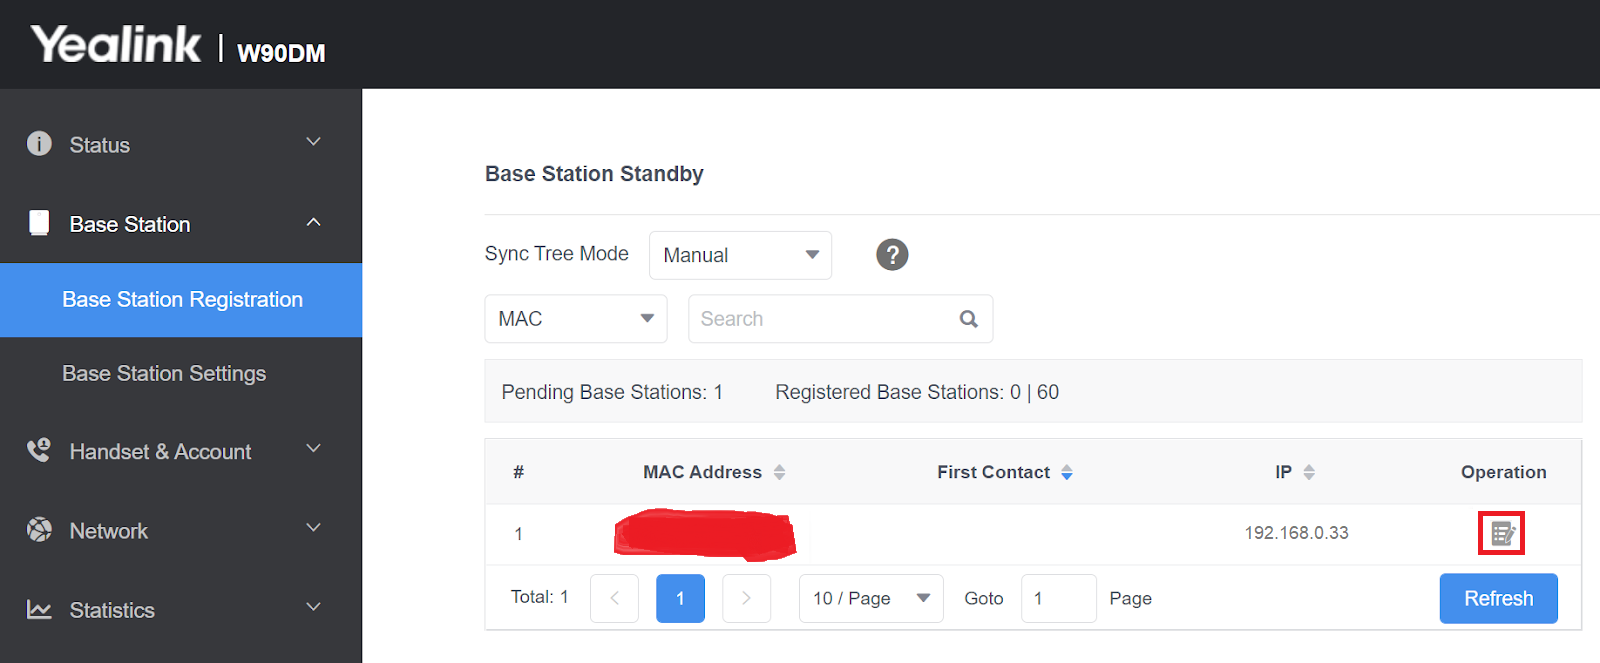 Yealink | W90DM
Status
Base Station
Base Station Registration
Base Station Settings
Handset & Account
Network
Statistics
Base Station Standby
Sync Tree Mode Manual ?
MAC Search
Pending Base Stations: 1 Registered Base Stations: 0 | 60
# MAC Address First Contact IP Operation
1 192.168.0.33
Total: 1 < 1 > 10 / Page Goto 1 Page Refresh